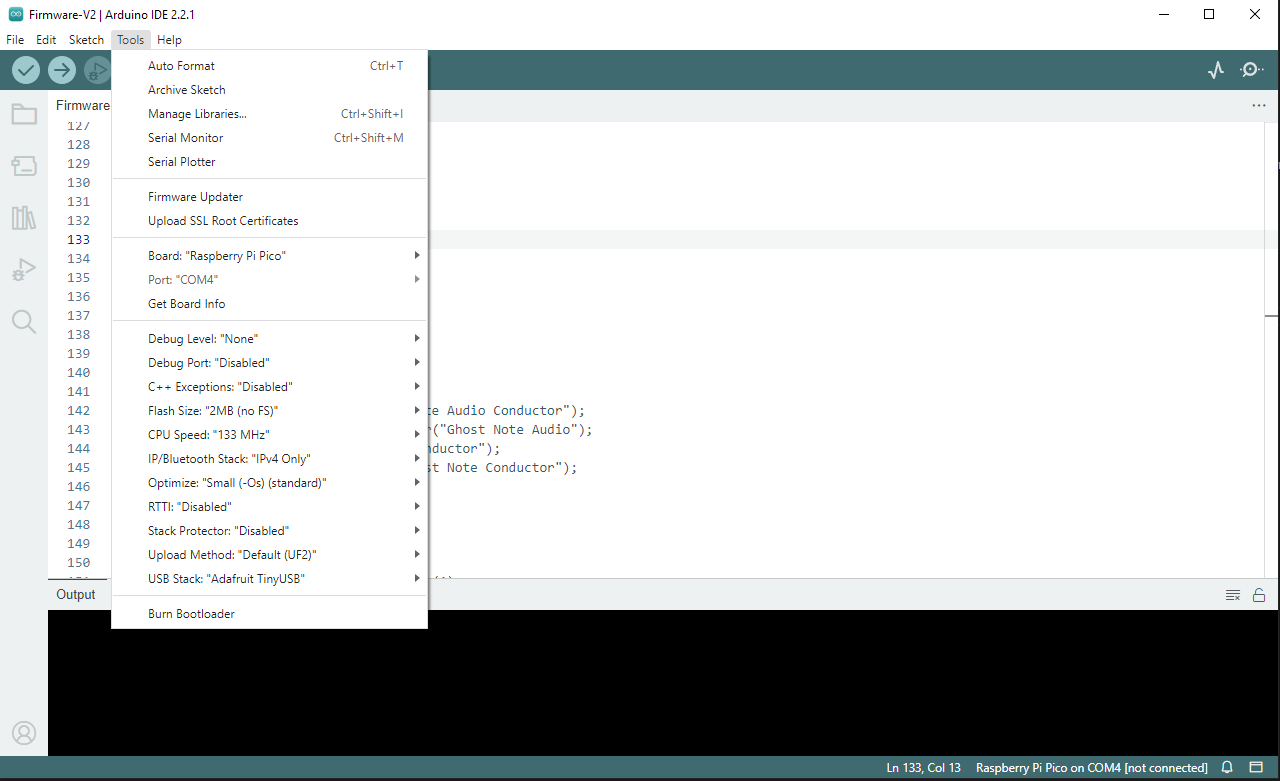 Firmware-V2 | Arduino IDE 2.2.1
File Edit Sketch Tools Help
Auto Format Ctrl+T
Archive Sketch
Manage Libraries... Ctrl+Shift+I
Serial Monitor Ctrl+Shift+M
Serial Plotter
Firmware Updater
Upload SSL Root Certificates
Board: "Raspberry Pi Pico"
Port: "COM4"
Get Board Info
Debug Level: "None"
Debug Port: "Disabled"
C++ Exceptions: "Disabled"
Flash Size: "2MB (no FS)"
CPU Speed: "133 MHz"
IP/Bluetooth Stack: "IPv4 Only"
Optimize: "Small (-Os) (standard)"
RTTI: "Disabled"
Stack Protector: "Disabled"
Upload Method: "Default (UF2)"
USB Stack: "Adafruit TinyUSB"
Burn Bootloader
Firmware
127
128
129
130
131
132
133
134
135
136
137
138
139
140
141
142 te Audio Conductor");
143 r("Ghost Note Audio");
144 nductor");
145 st Note Conductor");
146
147
148
149
150
Output
Ln 133, Col 13 Raspberry Pi Pico on COM4 [not connected]